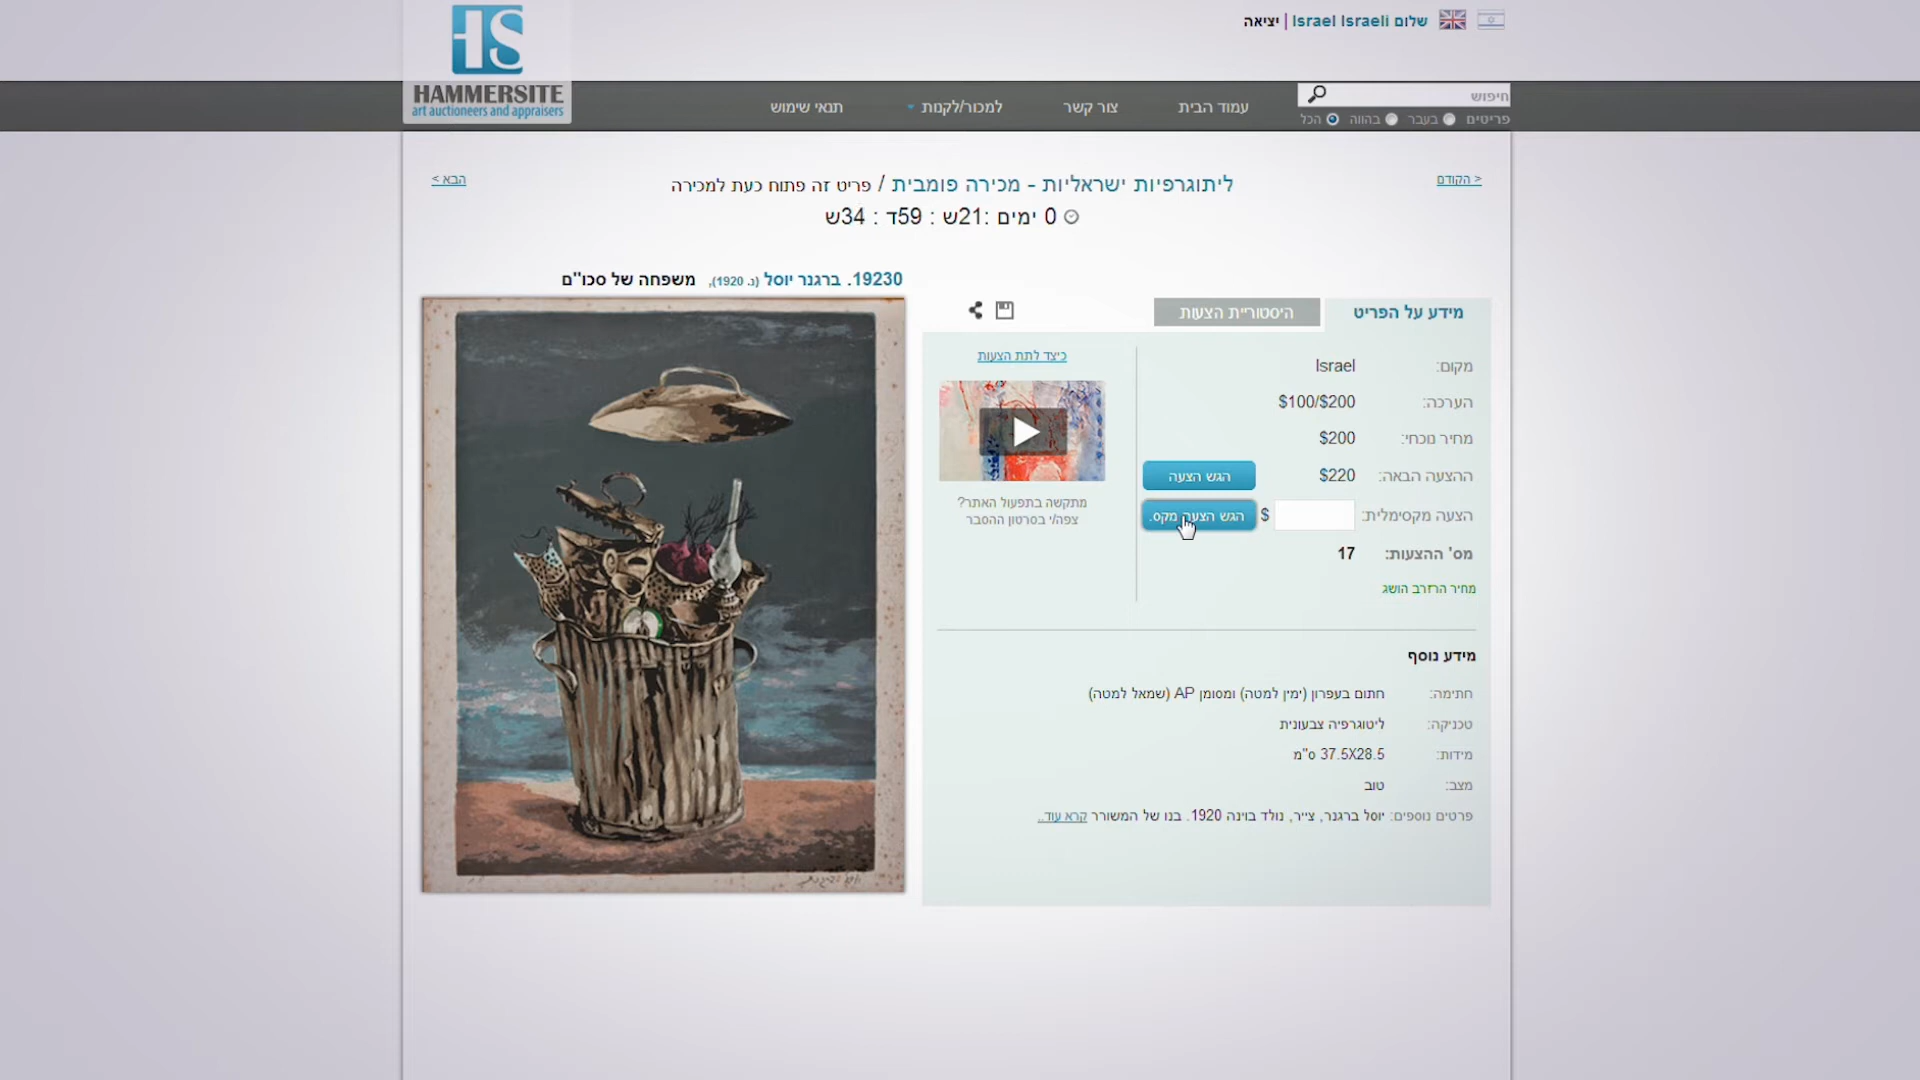 HS
HAMMERSITE
art auctioneers and appraisers
שלום Israel Israeli | יציאה
חיפוש
פריטים בעבר בהווה הכל
עמוד הבית
צור קשר
למכור/לקנות
תנאי שימוש
< הקודם
הבא >
ליתוגרפיות ישראליות - מכירה פומבית / פריט זה פתוח כעת למכירה
0 ימים :21ש : 59ד : 34ש
19230. ברגנר יוסל (נ. 1920), משפחה של סכו"ם
מידע על הפריט
היסטוריית הצעות
מקום: Israel
הערכה: $100/$200
מחיר נוכחי: $200
ההצעה הבאה: $220 הגש הצעה
הצעה מקסימלית: $ הגש הצעה מקס.
מס' ההצעות: 17
מחיר הרזרב הושג
כיצד לתת הצעות
מתקשה בתפעול האתר?
צפה/י בסרטון ההסבר
מידע נוסף
חתימה: חתום בעפרון (ימין למטה) ומסומן AP (שמאל למטה)
טכניקה: ליטוגרפיה צבעונית
מידות: 37.5X28.5 ס"מ
מצב: טוב
פרטים נוספים: יוסל ברגנר, צייר, נולד בוינה 1920. בנו של המשורר קרא עוד..